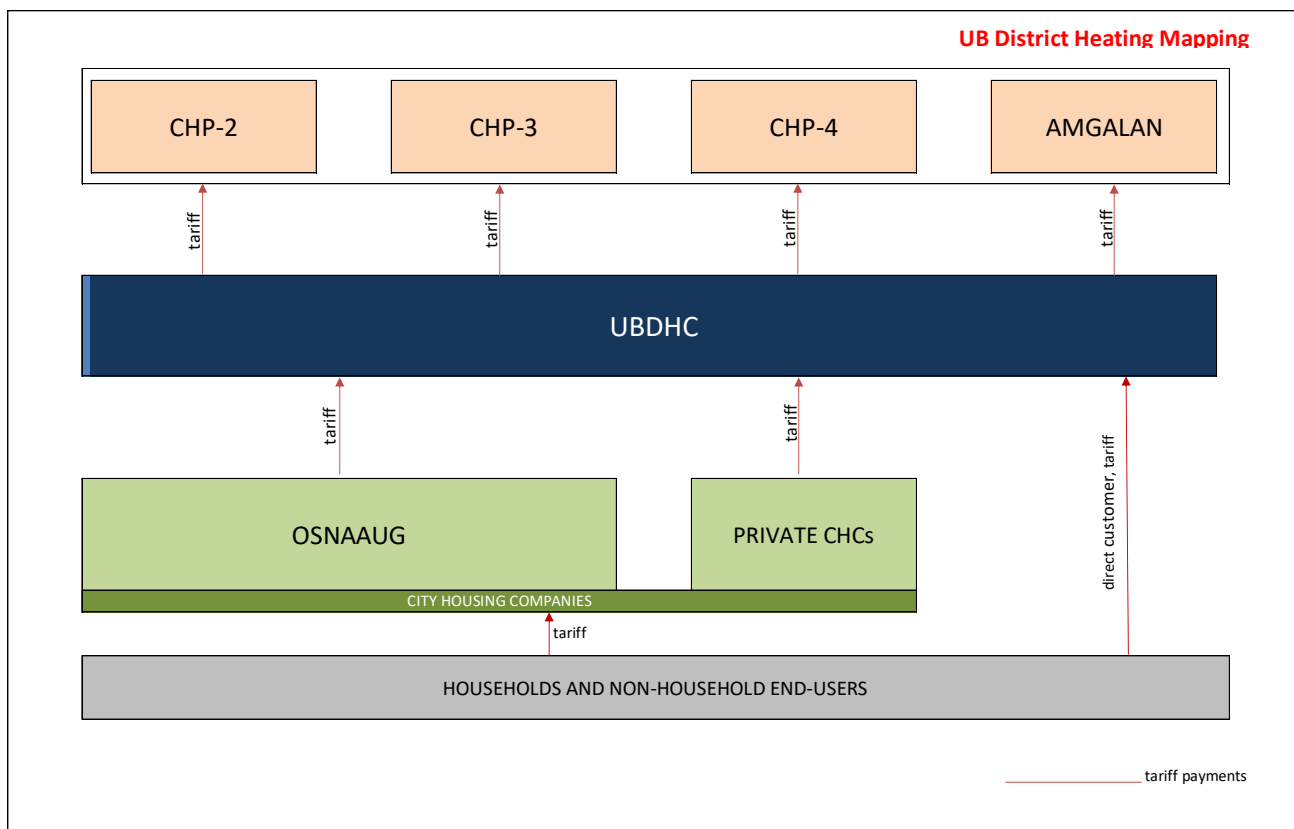 UB District Heating Mapping
CHP-2
CHP-3
CHP-4
AMGALAN
tariff
tariff
tariff
tariff
UBDHC
tariff
tariff
direct customer, tariff
OSNAAUG
PRIVATE CHCs
CITY HOUSING COMPANIES
tariff
HOUSEHOLDS AND NON-HOUSEHOLD END-USERS
tariff payments